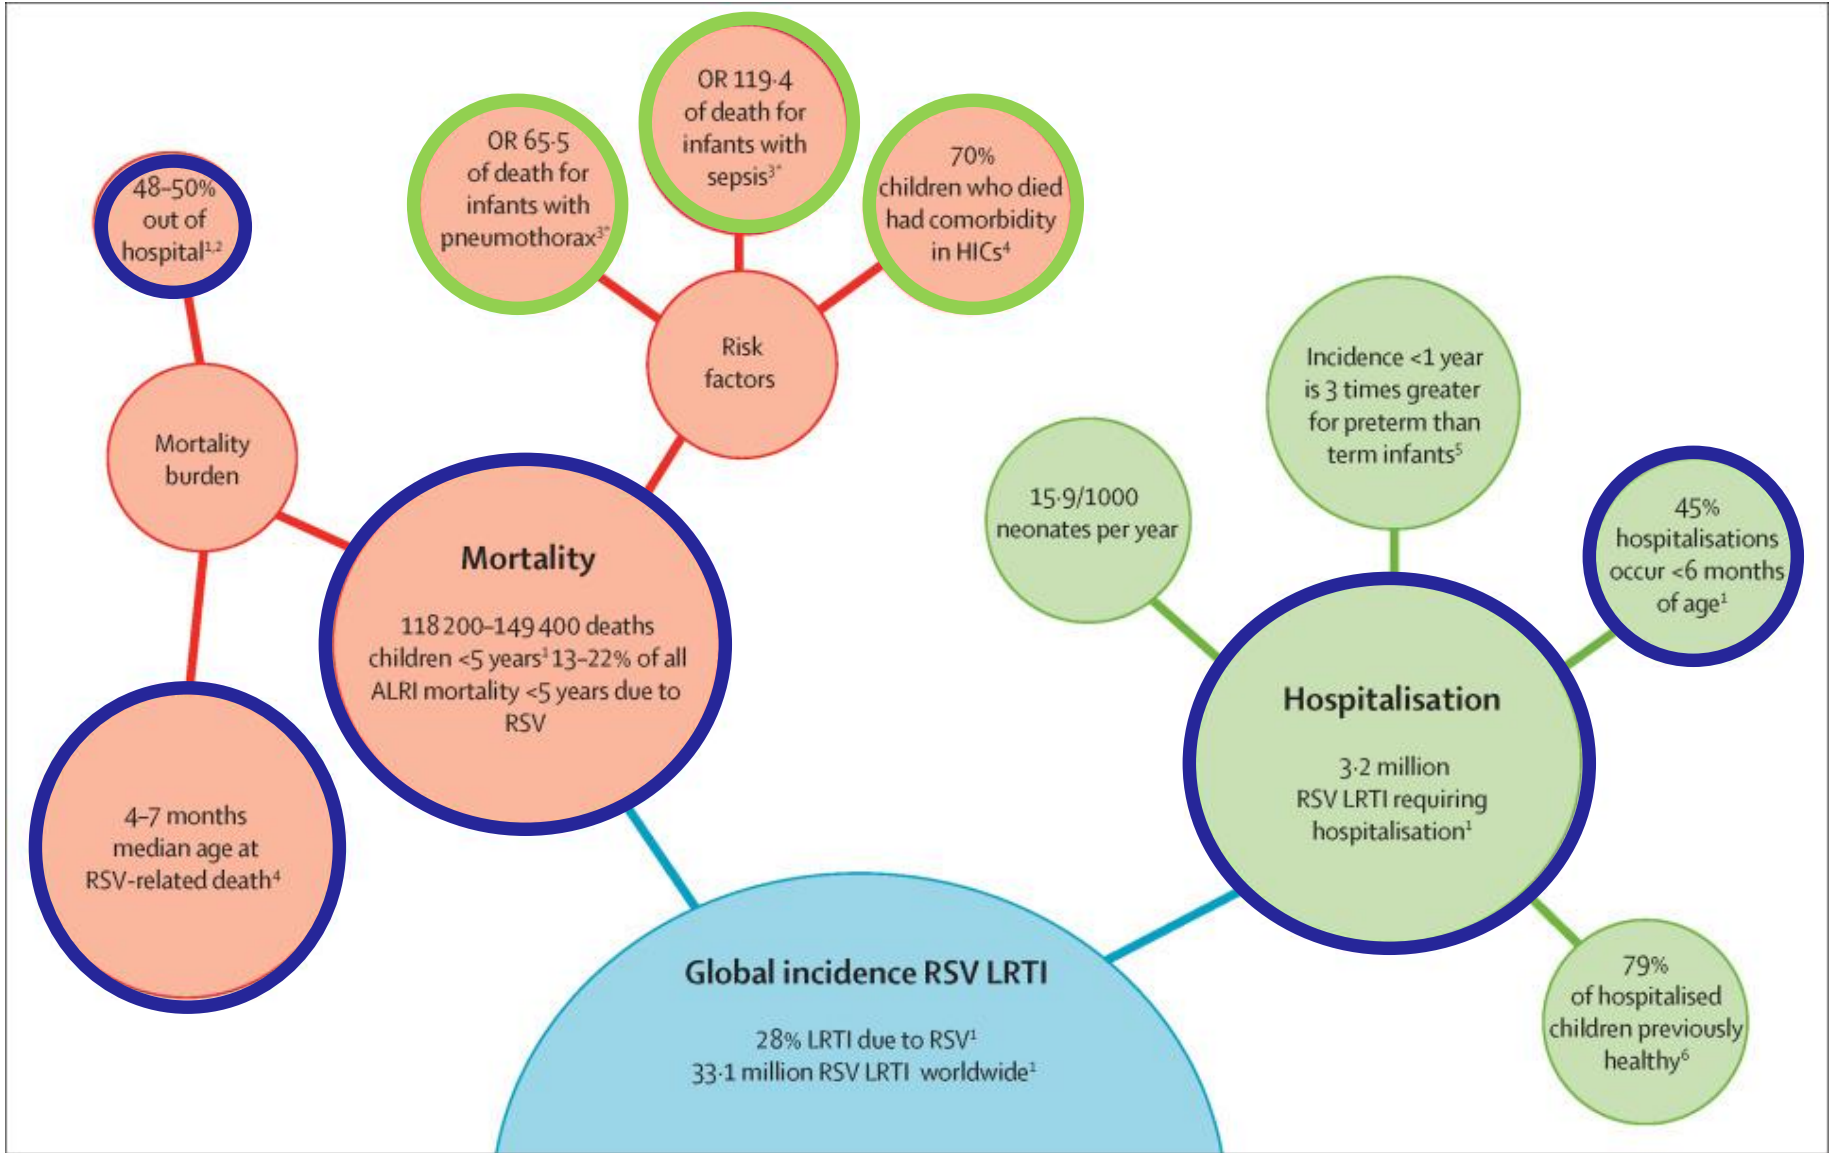 OR 119·4
of death for
infants with
sepsis³*
OR 65·5
of death for
infants with
pneumothorax³*
70%
children who died
had comorbidity
in HICs⁴
48–50%
out of
hospital¹,²
Risk
factors
Mortality
burden
Mortality
118 200–149 400 deaths
children <5 years¹ 13–22% of all
ALRI mortality <5 years due to
RSV
4–7 months
median age at
RSV-related death⁴
Incidence <1 year
is 3 times greater
for preterm than
term infants⁵
15·9/1000
neonates per year
45%
hospitalisations
occur <6 months
of age¹
Hospitalisation
3·2 million
RSV LRTI requiring
hospitalisation¹
79%
of hospitalised
children previously
healthy⁶
Global incidence RSV LRTI
28% LRTI due to RSV¹
33·1 million RSV LRTI worldwide¹